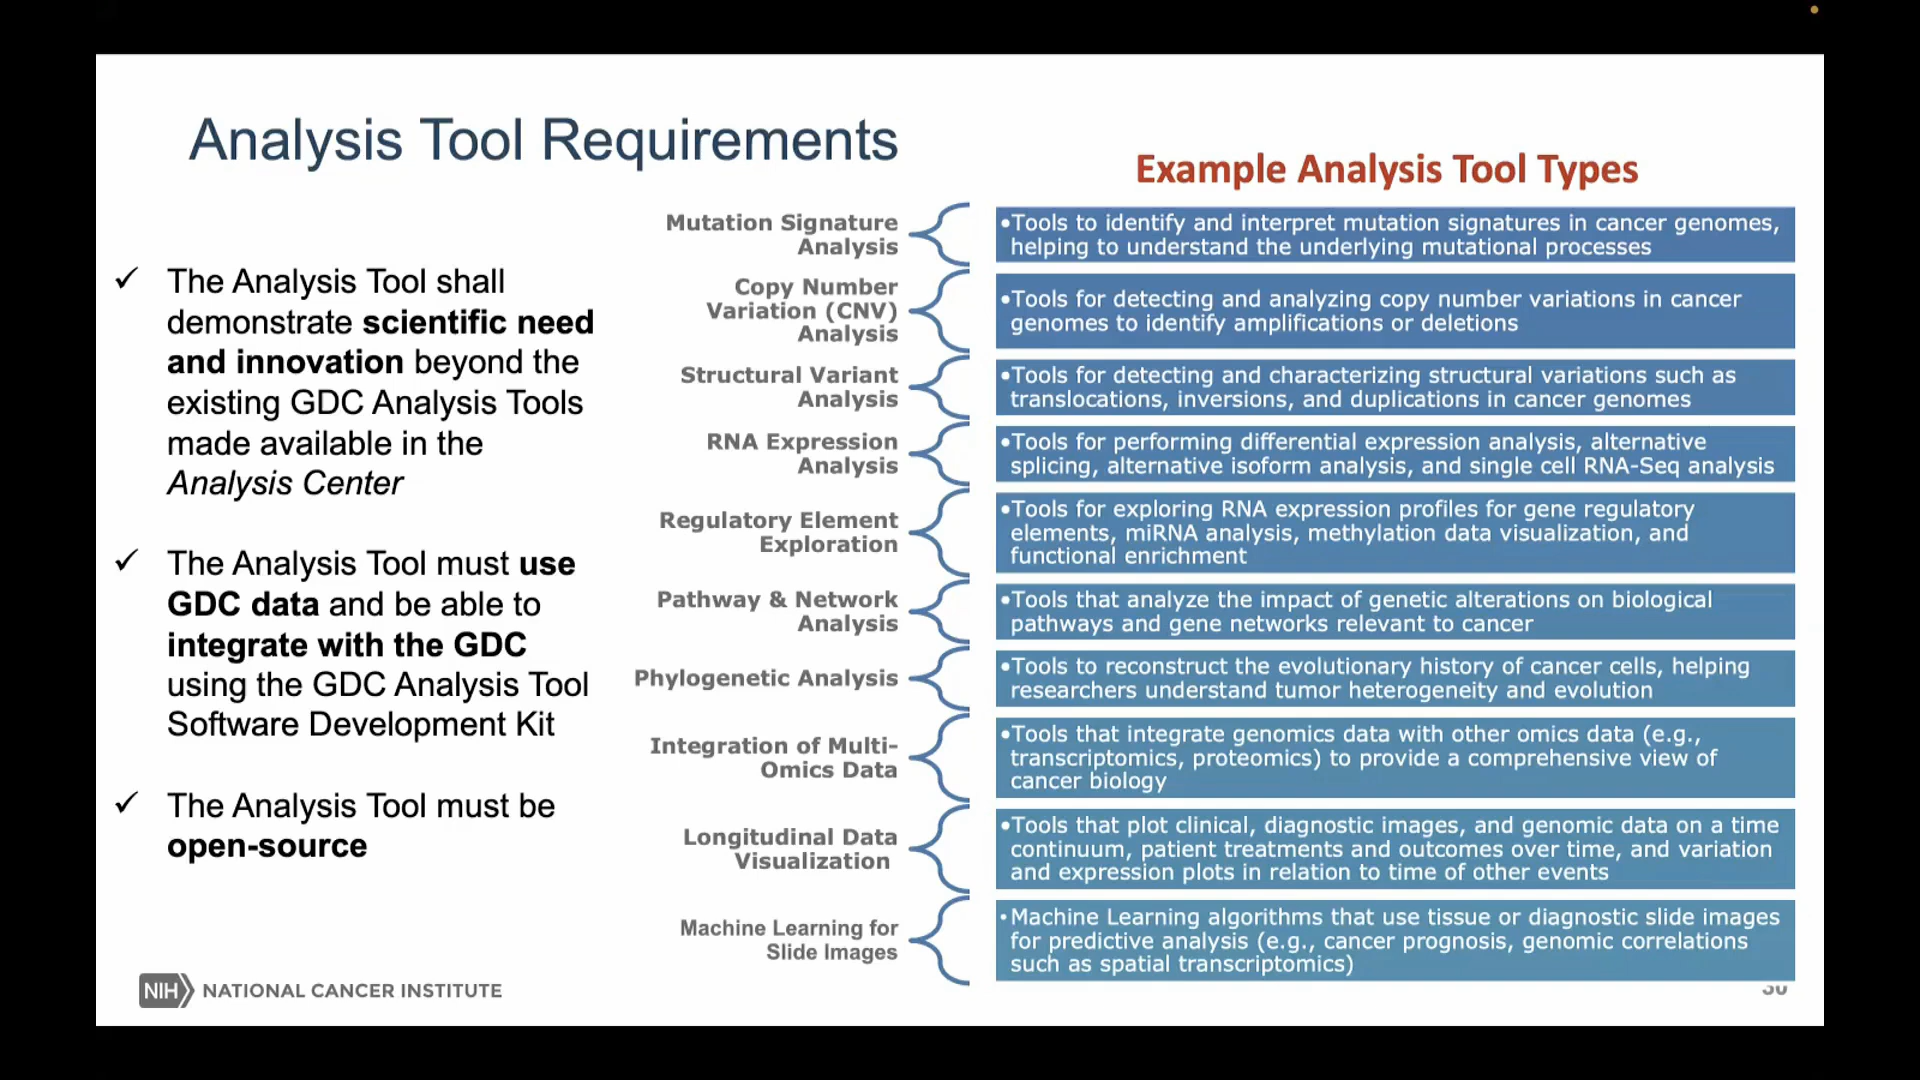 Analysis Tool Requirements
✓ The Analysis Tool shall
demonstrate scientific need
and innovation beyond the
existing GDC Analysis Tools
made available in the
Analysis Center
✓ The Analysis Tool must use
GDC data and be able to
integrate with the GDC
using the GDC Analysis Tool
Software Development Kit
✓ The Analysis Tool must be
open-source
Example Analysis Tool Types
Mutation Signature
Analysis
•Tools to identify and interpret mutation signatures in cancer genomes,
helping to understand the underlying mutational processes
Copy Number
Variation (CNV)
Analysis
•Tools for detecting and analyzing copy number variations in cancer
genomes to identify amplifications or deletions
Structural Variant
Analysis
•Tools for detecting and characterizing structural variations such as
translocations, inversions, and duplications in cancer genomes
RNA Expression
Analysis
•Tools for performing differential expression analysis, alternative
splicing, alternative isoform analysis, and single cell RNA-Seq analysis
Regulatory Element
Exploration
•Tools for exploring RNA expression profiles for gene regulatory
elements, miRNA analysis, methylation data visualization, and
functional enrichment
Pathway & Network
Analysis
•Tools that analyze the impact of genetic alterations on biological
pathways and gene networks relevant to cancer
Phylogenetic Analysis
•Tools to reconstruct the evolutionary history of cancer cells, helping
researchers understand tumor heterogeneity and evolution
Integration of Multi-
Omics Data
•Tools that integrate genomics data with other omics data (e.g.,
transcriptomics, proteomics) to provide a comprehensive view of
cancer biology
Longitudinal Data
Visualization
•Tools that plot clinical, diagnostic images, and genomic data on a time
continuum, patient treatments and outcomes over time, and variation
and expression plots in relation to time of other events
Machine Learning for
Slide Images
•Machine Learning algorithms that use tissue or diagnostic slide images
for predictive analysis (e.g., cancer prognosis, genomic correlations
such as spatial transcriptomics)
NIH NATIONAL CANCER INSTITUTE